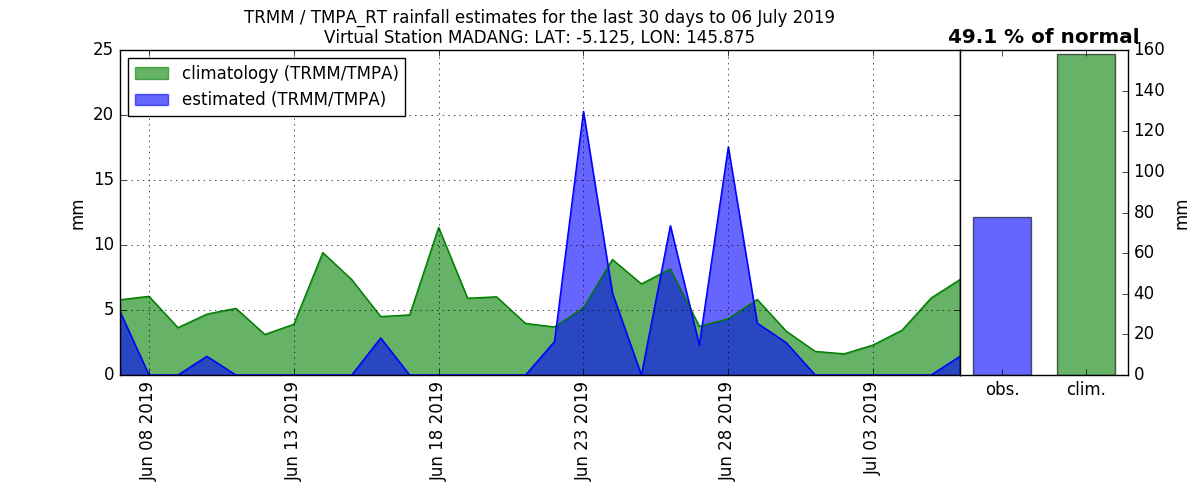 TRMM / TMPA_RT rainfall estimates for the last 30 days to 06 July 2019
Virtual Station MADANG: LAT: -5.125, LON: 145.875
49.1 % of normal
climatology (TRMM/TMPA)
estimated (TRMM/TMPA)
25
20
15
10
5
0
mm
Jun 08 2019
Jun 13 2019
Jun 18 2019
Jun 23 2019
Jun 28 2019
Jul 03 2019
obs.
clim.
160
140
120
100
80
60
40
20
0
mm